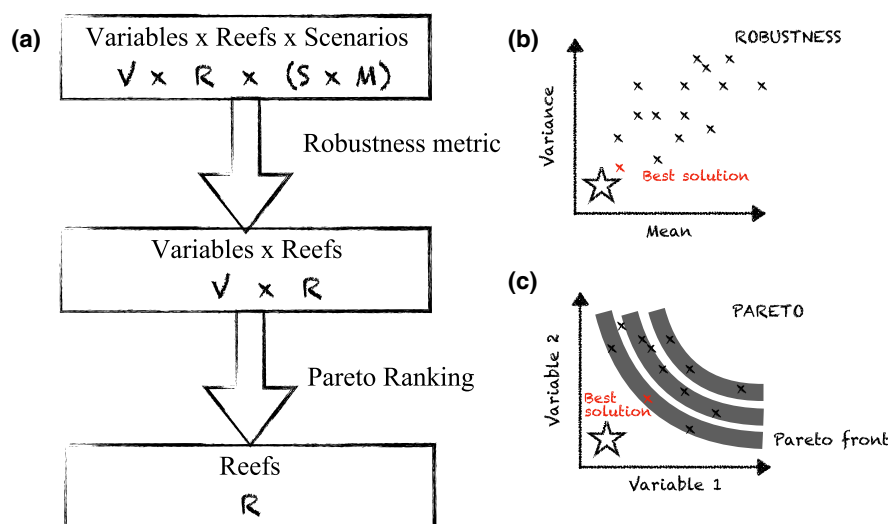 (a)
Variables x Reefs x Scenarios
V x R x (S x M)
Robustness metric
Variables x Reefs
V x R
Pareto Ranking
Reefs
R
(b)
ROBUSTNESS
Variance
Best solution
Mean
(c)
PARETO
Variable 2
Best
solution
Pareto front
Variable 1